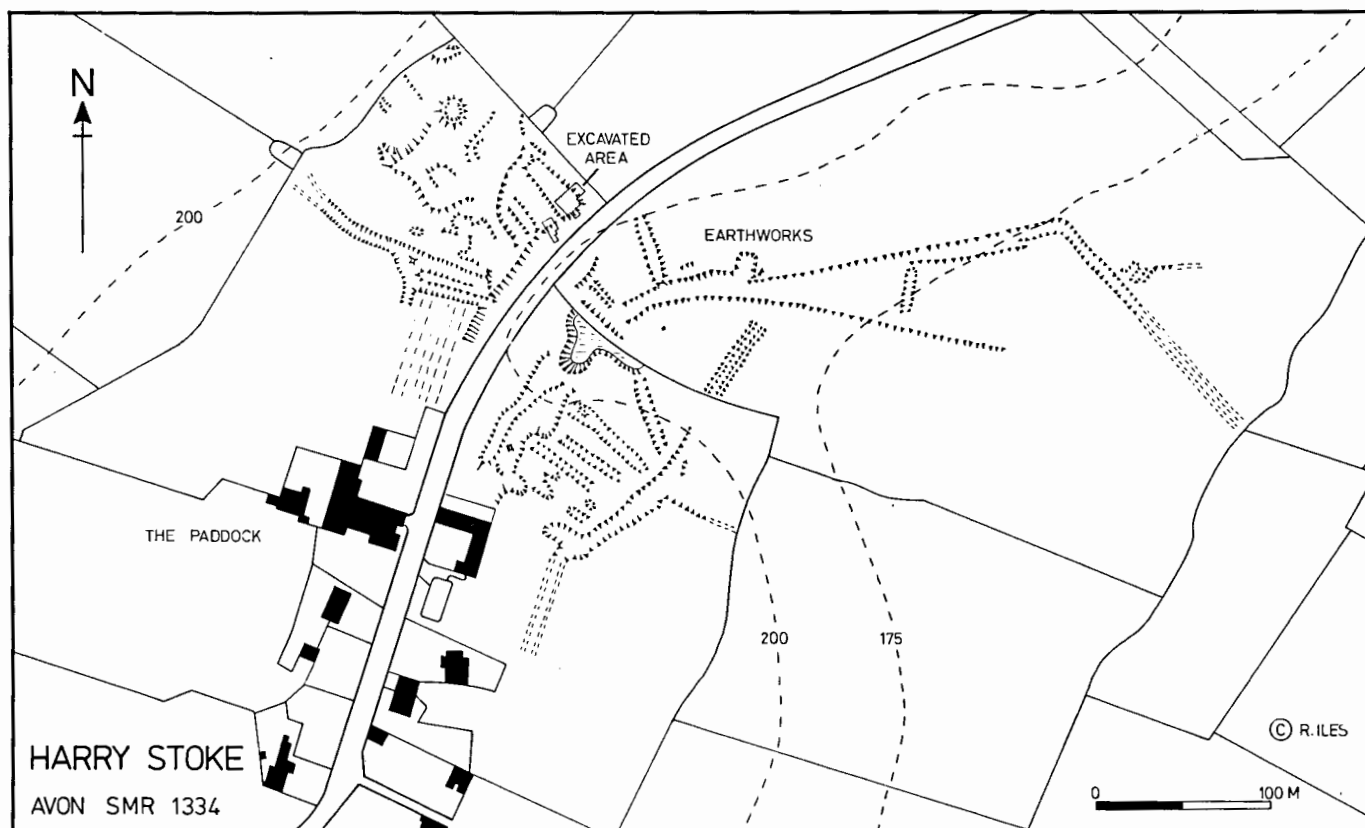 N
EXCAVATED
AREA
200
EARTHWORKS
THE PADDOCK
200
175
© R.ILES
HARRY STOKE
AVON SMR 1334
0 100 M